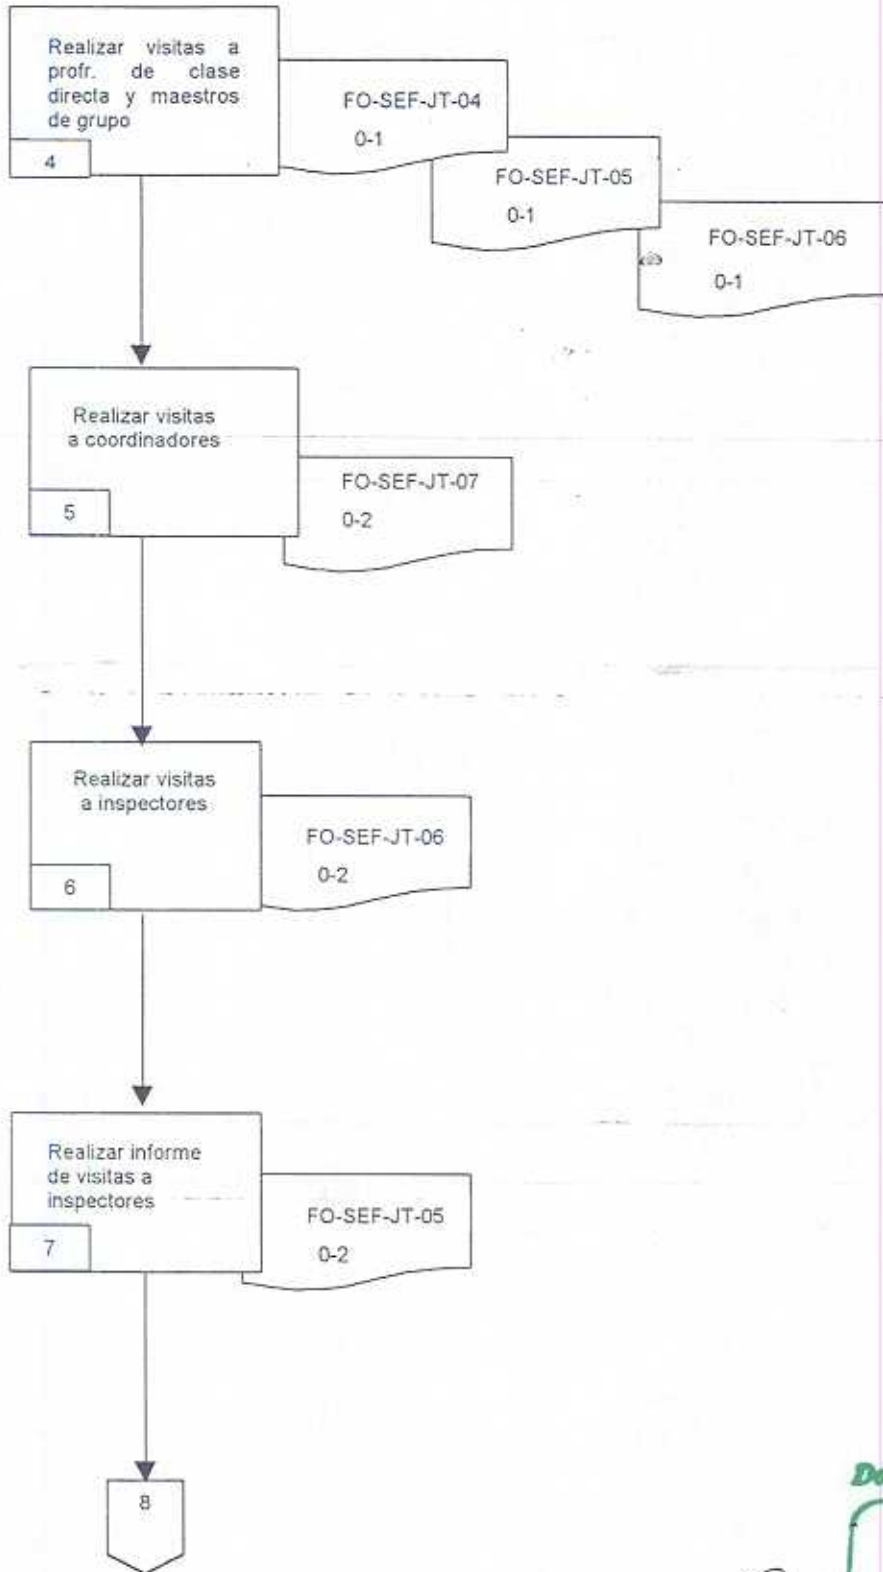 Realizar visitas a
profr. de clase
directa y maestros
de grupo
4
FO-SEF-JT-04
0-1
FO-SEF-JT-05
0-1
FO-SEF-JT-06
0-1
Realizar visitas
a coordinadores
5
FO-SEF-JT-07
0-2
Realizar visitas
a inspectores
6
FO-SEF-JT-06
0-2
Realizar informe
de visitas a
inspectores
7
FO-SEF-JT-05
0-2
8